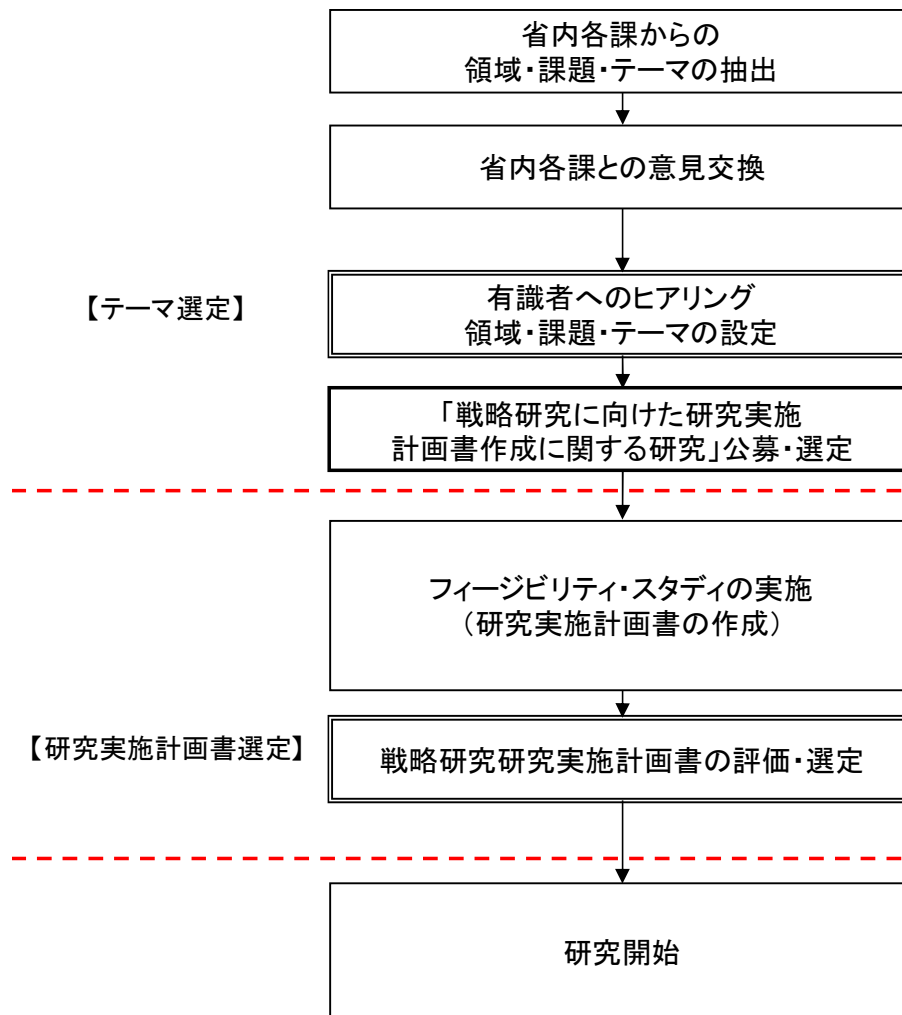 省内各課からの
領域・課題・テーマの抽出
省内各課との意見交換
【テーマ選定】
有識者へのヒアリング
領域・課題・テーマの設定
「戦略研究に向けた研究実施
計画書作成に関する研究」公募・選定
フィージビリティ・スタディの実施
（研究実施計画書の作成）
【研究実施計画書選定】
戦略研究研究実施計画書の評価・選定
研究開始